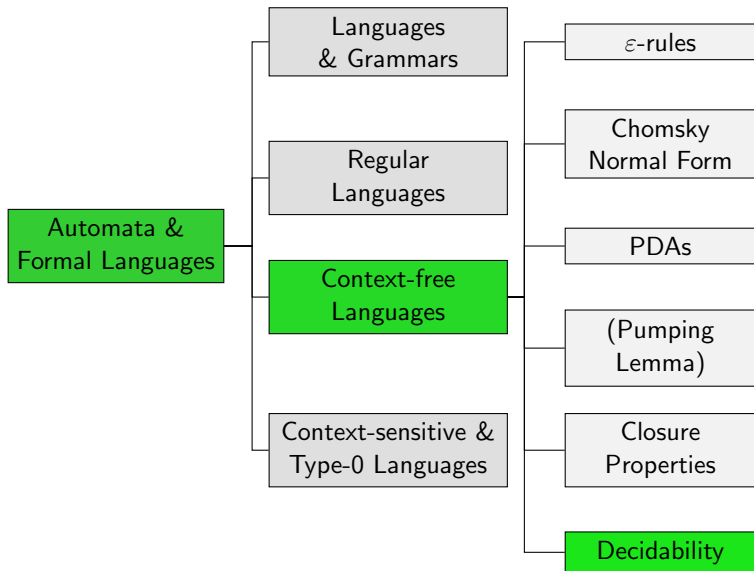 Automata &
Formal Languages
Languages
& Grammars
Regular
Languages
Context-free
Languages
Context-sensitive &
Type-0 Languages
ε-rules
Chomsky
Normal Form
PDAs
(Pumping
Lemma)
Closure
Properties
Decidability